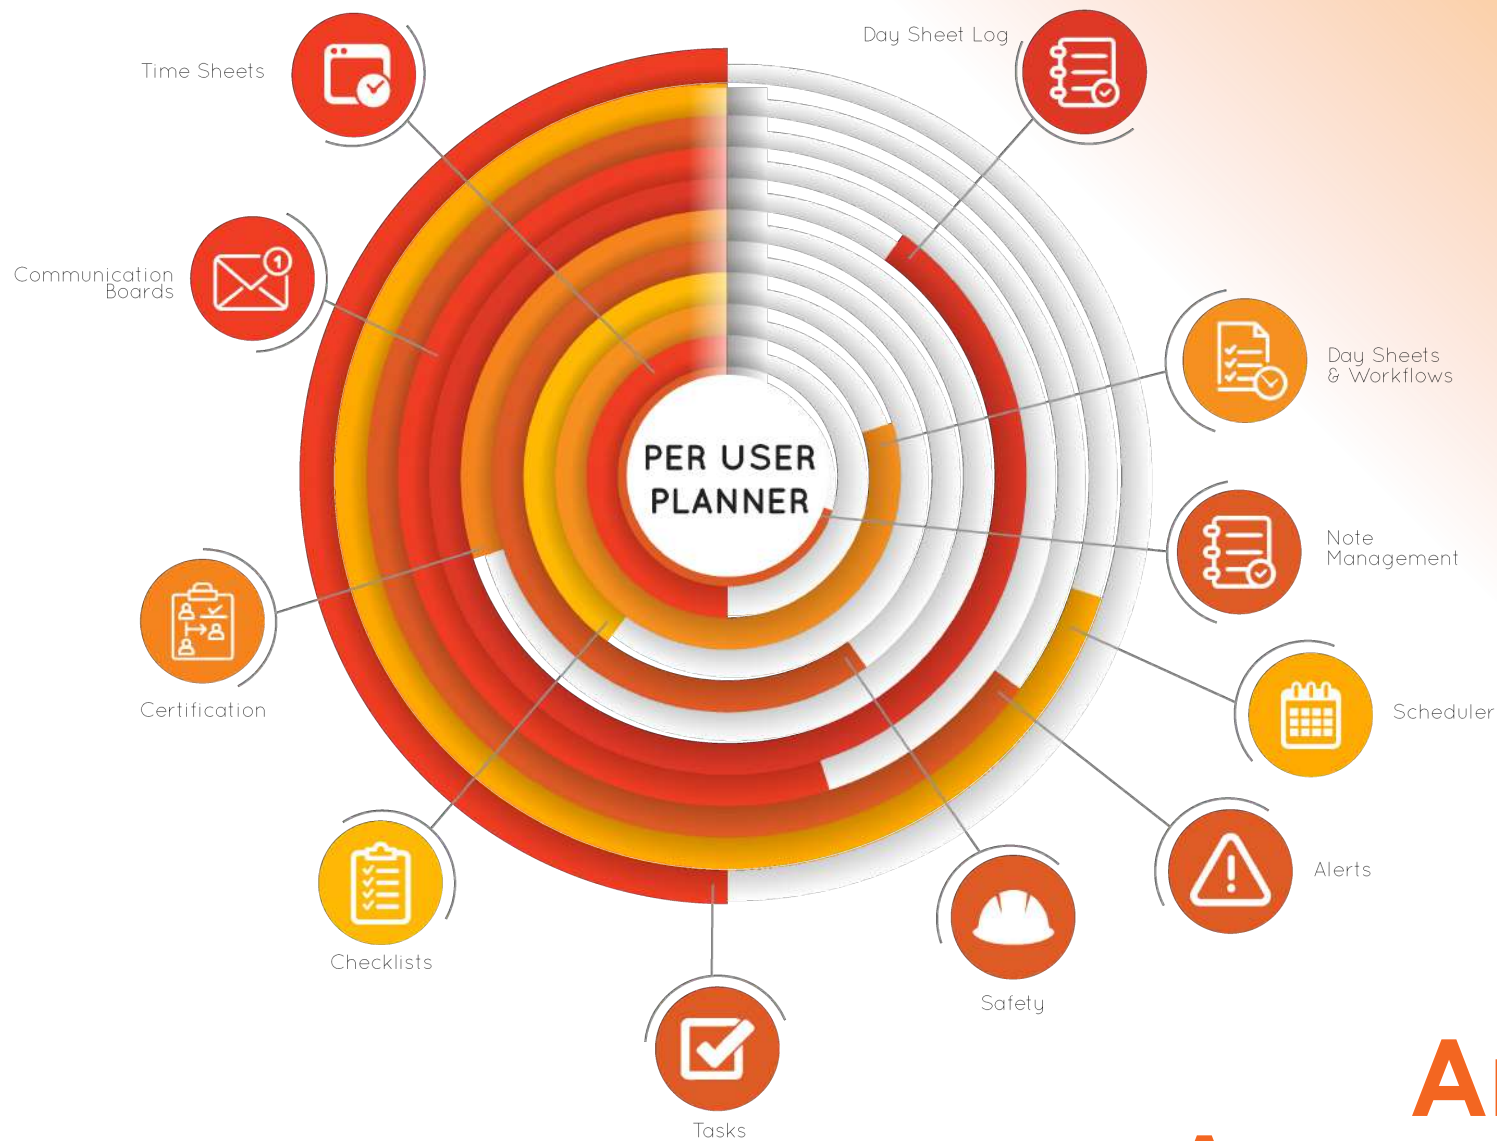 Time Sheets
Day Sheet Log
Communication
Boards
1
Day Sheets
& Workflows
PER USER
PLANNER
Note
Management
Certification
Scheduler
Alerts
Checklists
Safety
Tasks